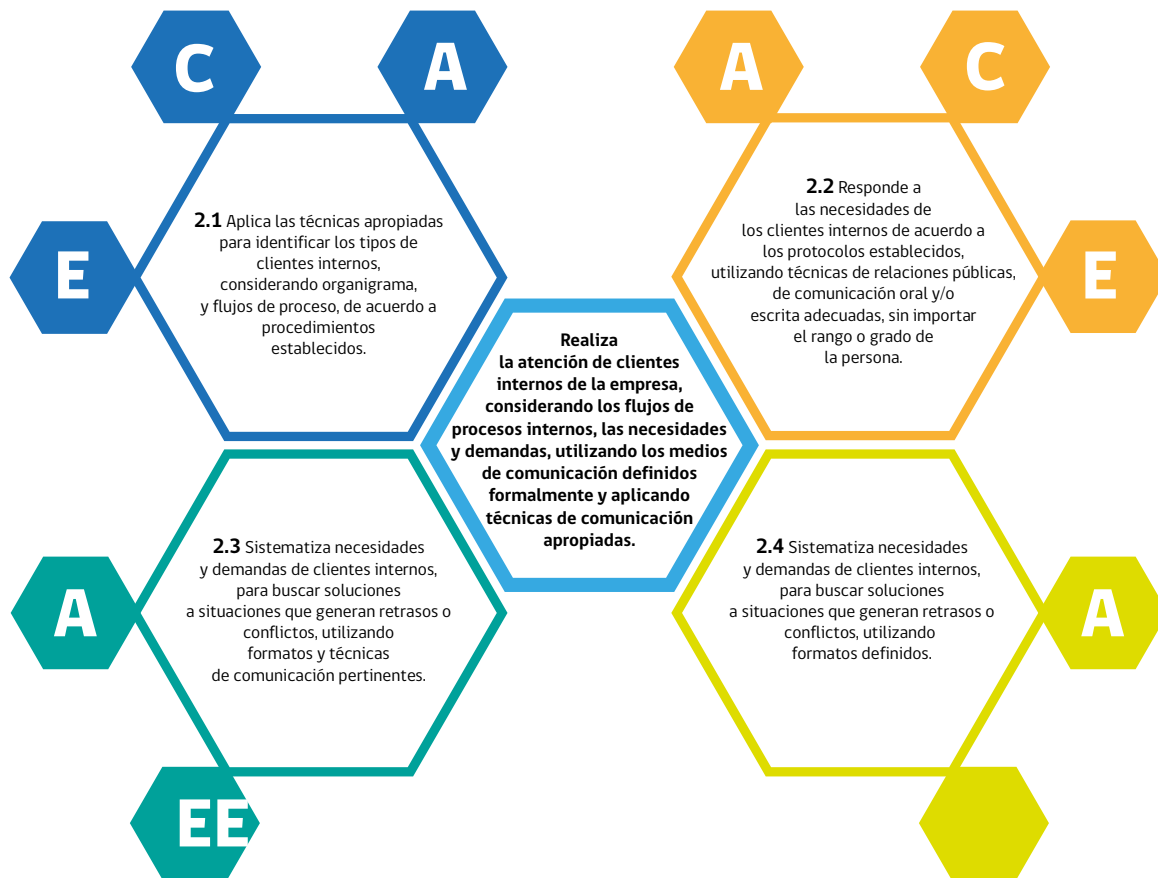 C
A
E
2.1 Aplica las técnicas apropiadas
para identificar los tipos de
clientes internos,
considerando organigrama,
y flujos de proceso, de acuerdo a
procedimientos
establecidos.
A
C
E
2.2 Responde a
las necesidades de
los clientes internos de acuerdo a
los protocolos establecidos,
utilizando técnicas de relaciones públicas,
de comunicación oral y/o
escrita adecuadas, sin importar
el rango o grado de
la persona.
Realiza
la atención de clientes
internos de la empresa,
considerando los flujos de
procesos internos, las necesidades
y demandas, utilizando los medios
de comunicación definidos
formalmente y aplicando
técnicas de comunicación
apropiadas.
2.3 Sistematiza necesidades
y demandas de clientes internos,
para buscar soluciones
a situaciones que generan retrasos o
conflictos, utilizando
formatos y técnicas
de comunicación pertinentes.
A
EE
2.4 Sistematiza necesidades
y demandas de clientes internos,
para buscar soluciones
a situaciones que generan retrasos o
conflictos, utilizando
formatos definidos.
A